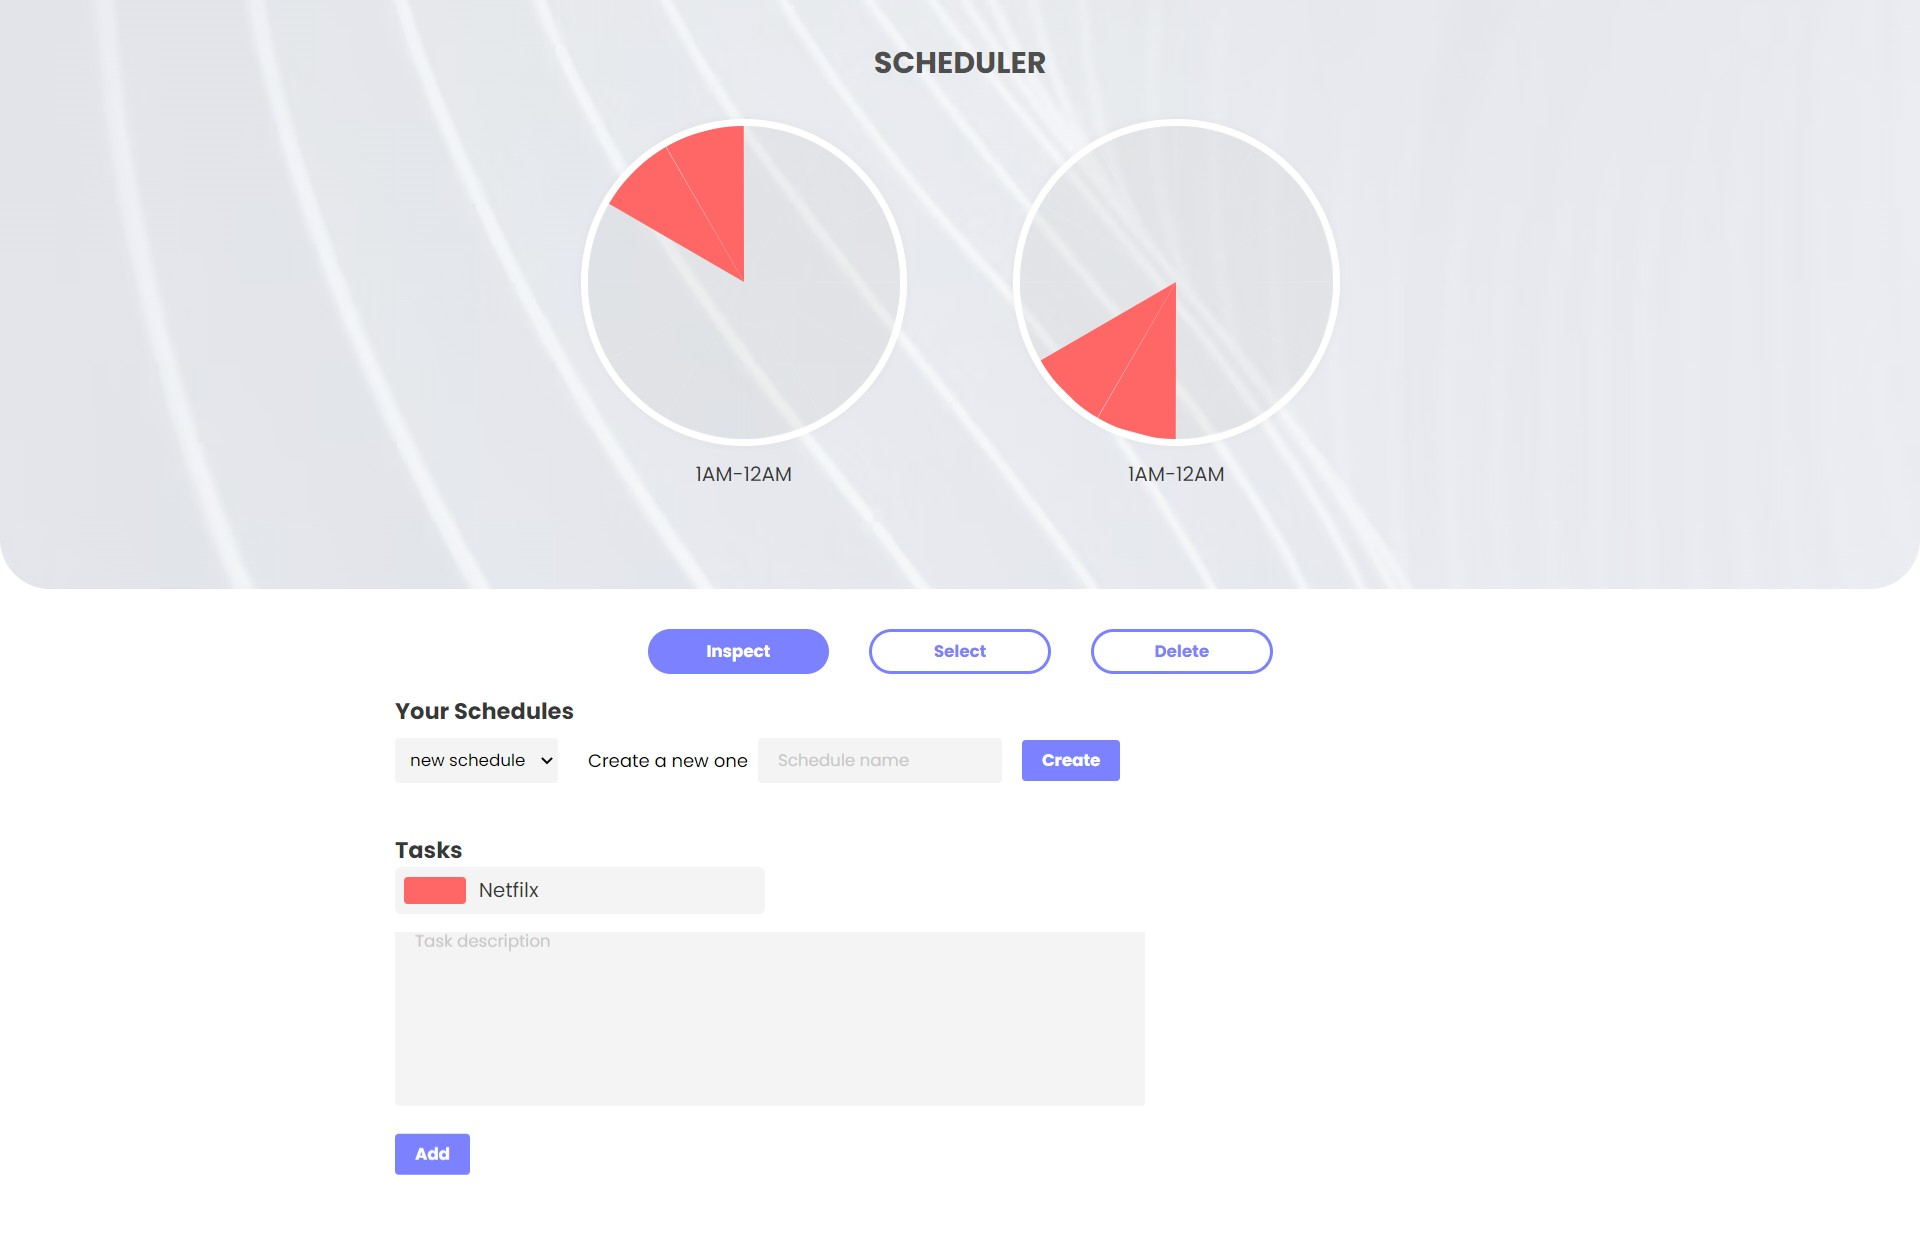 SCHEDULER
1AM-12AM
1AM-12AM
Inspect
Select
Delete
Your Schedules
new schedule
Create a new one
Schedule name
Create
Tasks
Netfilx
Task description
Add